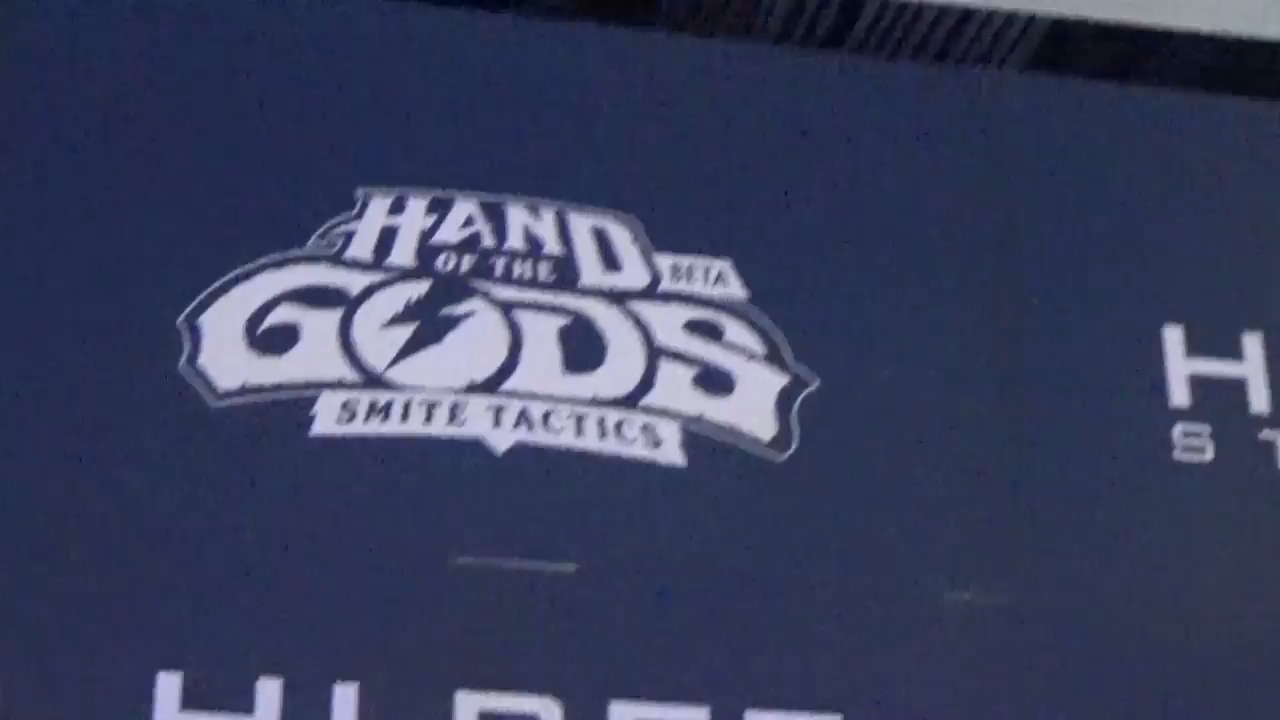 HAND
OF THE
BETA
GODS
SMITE TACTICS